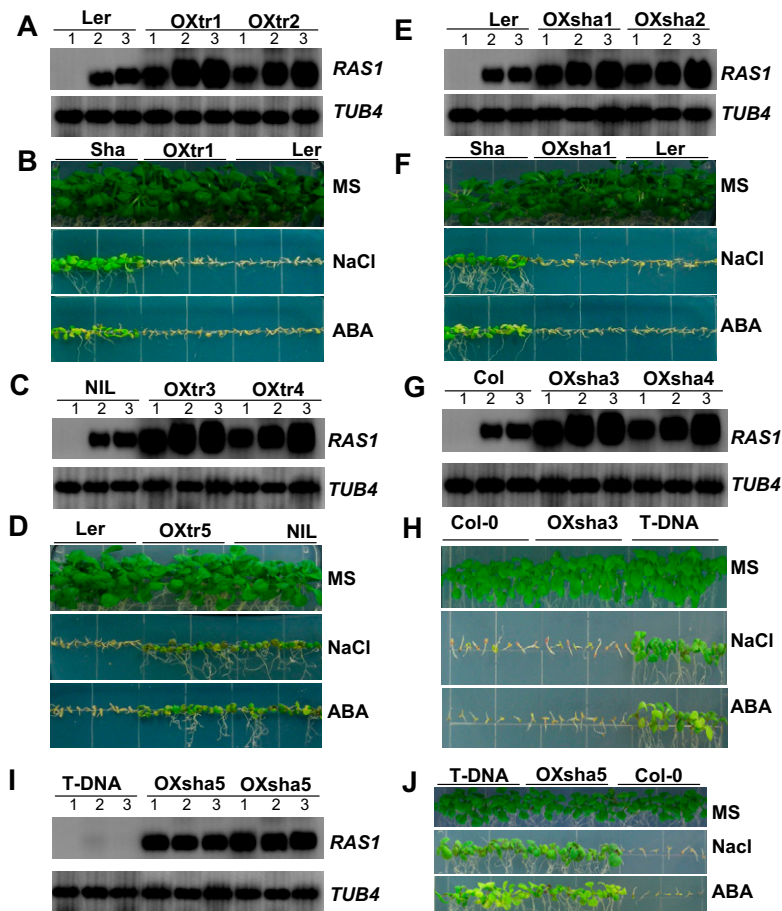 A
Ler OXtr1 OXtr2
1 2 3 1 2 3 1 2 3
RAS1
TUB4
B
Sha OXtr1 Ler
MS
NaCl
ABA
C
NIL OXtr3 OXtr4
1 2 3 1 2 3 1 2 3
RAS1
TUB4
D
Ler OXtr5 NIL
MS
NaCl
ABA
E
Ler OXsha1 OXsha2
1 2 3 1 2 3 1 2 3
RAS1
TUB4
F
Sha OXsha1 Ler
MS
NaCl
ABA
G
Col OXsha3 OXsha4
1 2 3 1 2 3 1 2 3
RAS1
TUB4
H
Col-0 OXsha3 T-DNA
MS
NaCl
ABA
I
T-DNA OXsha5 OXsha5
1 2 3 1 2 3 1 2 3
RAS1
TUB4
J
T-DNA OXsha5 Col-0
MS
Nacl
ABA